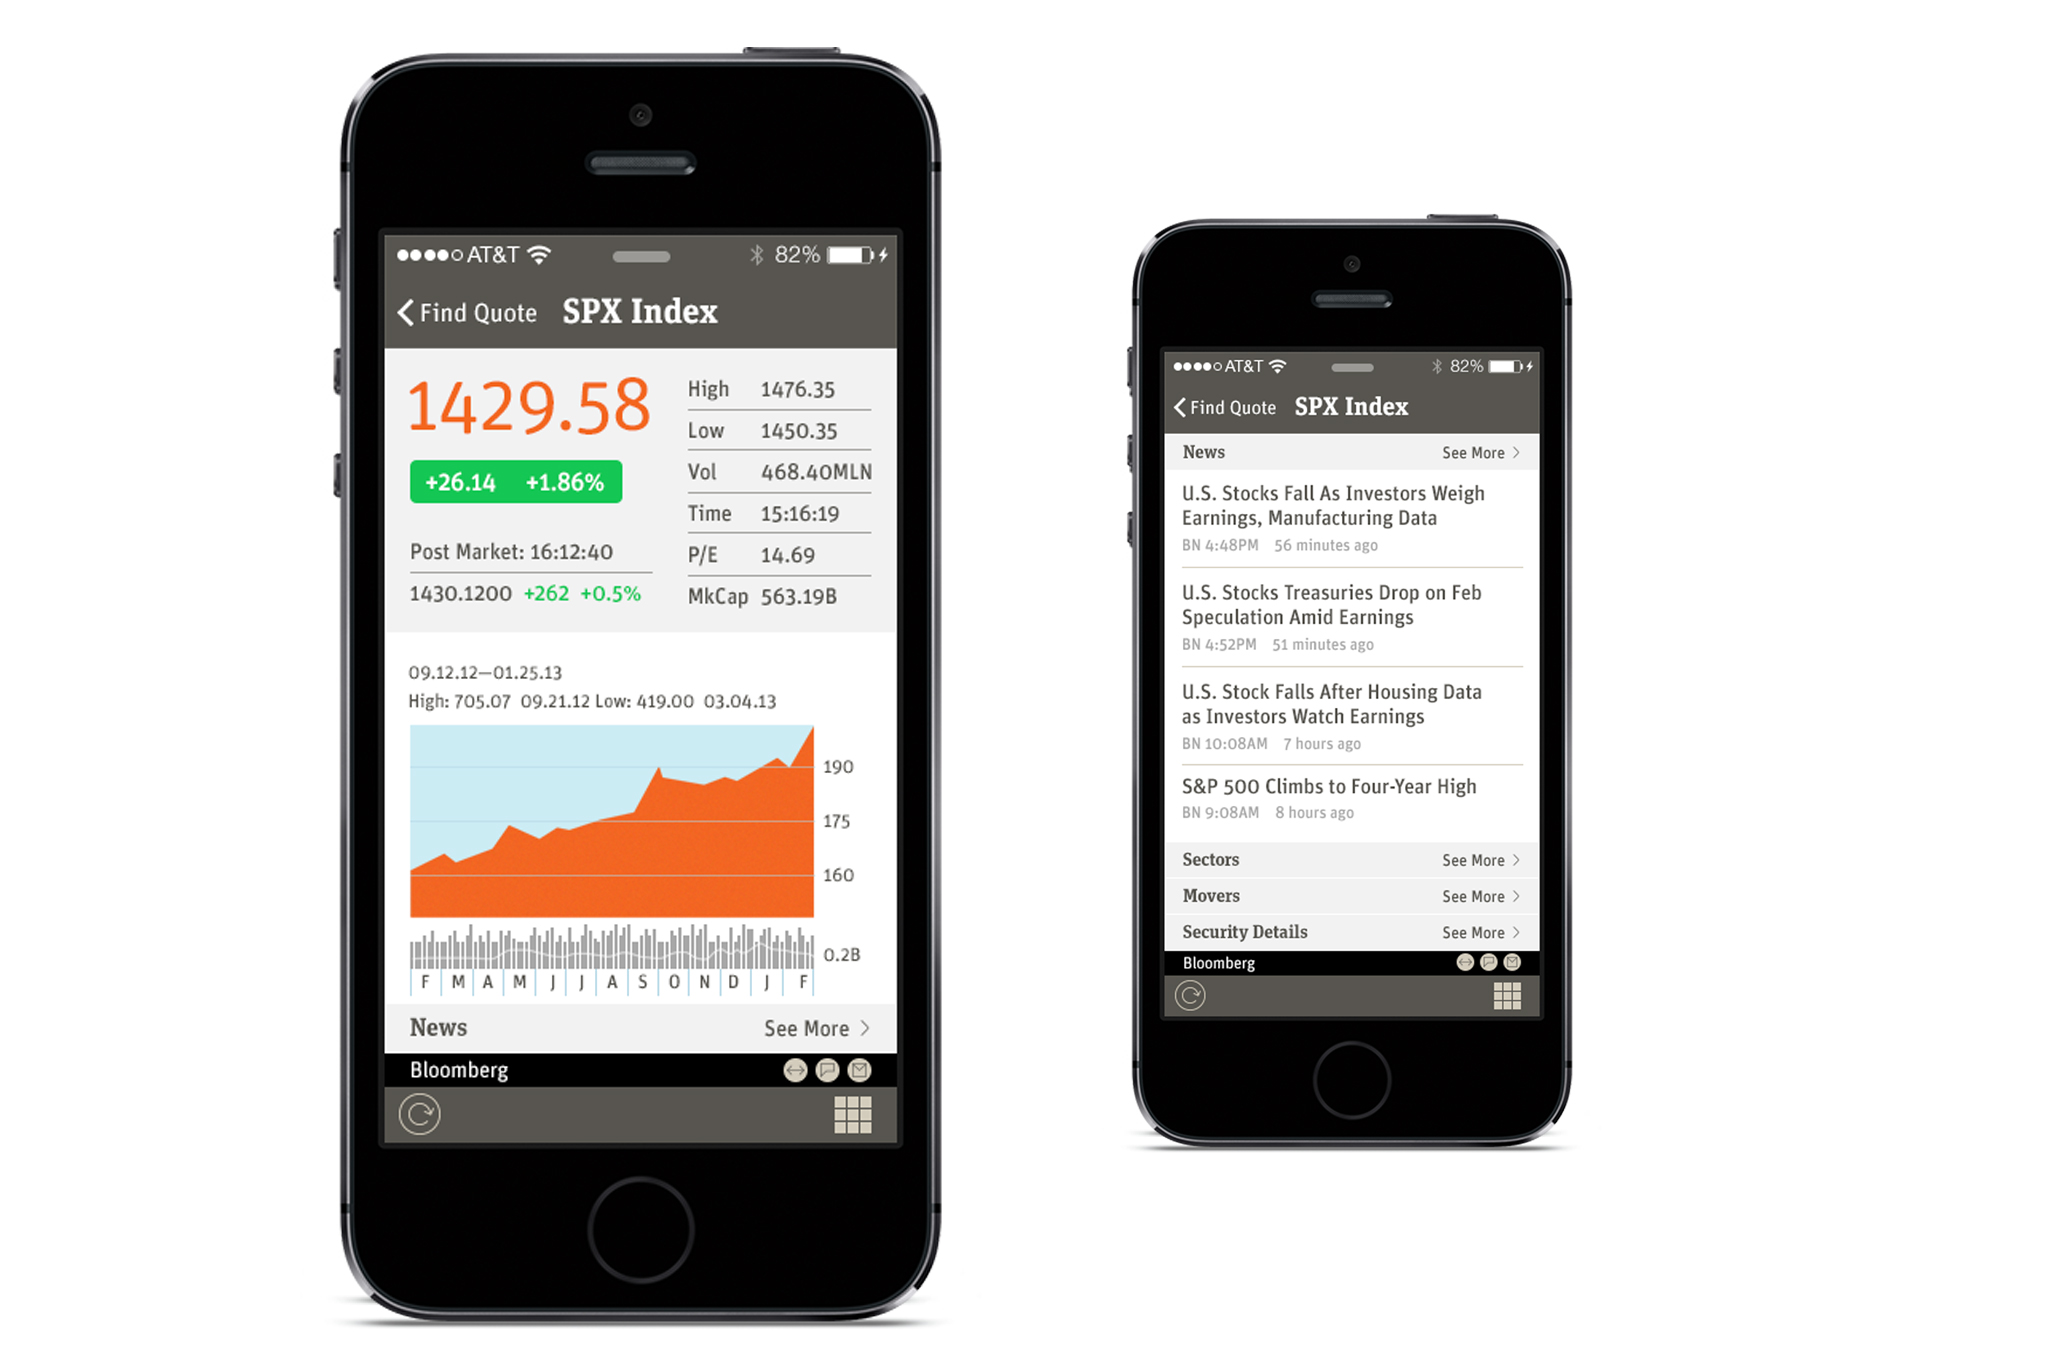 AT&T 82%
Find Quote SPX Index
1429.58
+26.14 +1.86%
Post Market: 16:12:40
1430.1200 +262 +0.5%
High 1476.35
Low 1450.35
Vol 468.40MLN
Time 15:16:19
P/E 14.69
MkCap 563.19B
09.12.12—01.25.13
High: 705.07 09.21.12 Low: 419.00 03.04.13
190
175
160
0.2B
F M A M J J A S O N D J F
News See More
Bloomberg
AT&T 82%
Find Quote SPX Index
News See More
U.S. Stocks Fall As Investors Weigh
Earnings, Manufacturing Data
BN 4:48PM 56 minutes ago
U.S. Stocks Treasuries Drop on Feb
Speculation Amid Earnings
BN 4:52PM 51 minutes ago
U.S. Stock Falls After Housing Data
as Investors Watch Earnings
BN 10:08AM 7 hours ago
S&P 500 Climbs to Four-Year High
BN 9:08AM 8 hours ago
Sectors See More
Movers See More
Security Details See More
Bloomberg